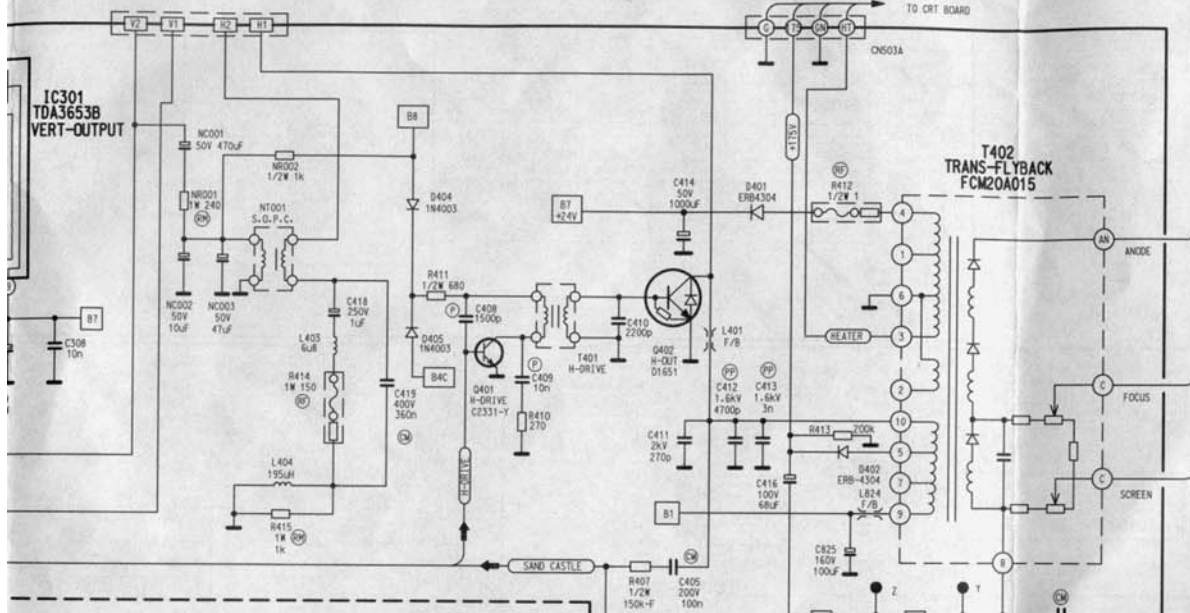 TO CRT BOARD
V2 V1 H2 H1
G GN HT
CN503A
IC301
TDA3653B
VERT-OUTPUT
NC001
50V 470uF
NR002
1/2W 1k
NR001
1W 240
RM
NT001
S.O.P.C.
NC002
50V
10uF
NC003
50V
47uF
C308
10n
B7
B8
D404
1N4003
R411
1/2W 680
D405
1N4003
B4C
C418
250V
1uF
L403
6u8
R414
1W 150
RF
C419
400V
360n
CW
L404
195uH
R415
1W
1k
RM
P
C408
1500p
Q401
H-DRIVE
C2331-Y
P
C409
10n
R410
270
T401
H-DRIVE
C410
2200p
H-DRIVE
B7
+24V
C414
50V
1000uF
D401
ERB4304
+175V
RF
R412
1/2W 1
Q402
H-OUT
D1651
L401
F/B
HEATER
C411
2kV
270p
PP
C412
1.6kV
4700p
PP
C413
1.6kV
3n
R413 200k
D402
ERB-4304
L824
F/B
C416
100V
68uF
B1
C825
160V
100uF
SAND CASTLE
R407
1/2W
150k-F
CW
C405
200V
100n
T402
TRANS-FLYBACK
FCM20A015
4
1
6
3
2
10
5
7
9
8
AN
ANODE
C
FOCUS
C
SCREEN
Z
Y
CW